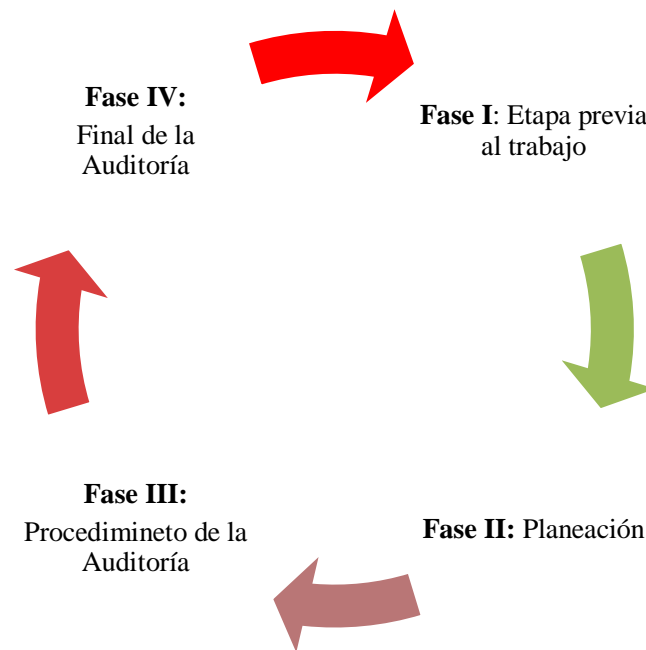 Fase IV:
Final de la
Auditoría
Fase I: Etapa previa
al trabajo
Fase III:
Procedimineto de la
Auditoría
Fase II: Planeación